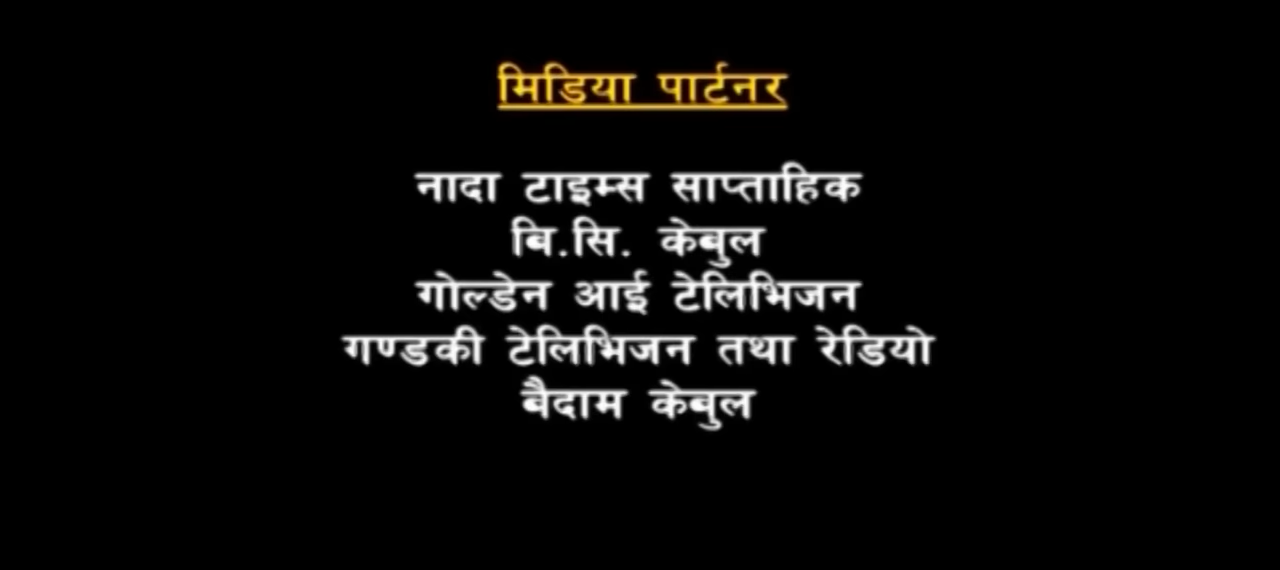 मिडिया पार्टनर
नादा टाइम्स साप्ताहिक
बि.सि. केबुल
गोल्डेन आई टेलिभिजन
गण्डकी टेलिभिजन तथा रेडियो
बैदाम केबुल